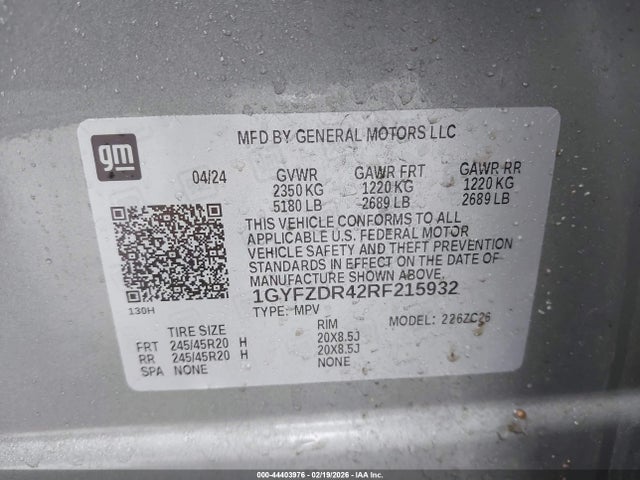 gm
MFD BY GENERAL MOTORS LLC
04/24 GVWR GAWR FRT GAWR RR
2350 KG 1220 KG 1220 KG
5180 LB 2689 LB 2689 LB
THIS VEHICLE CONFORMS TO ALL
APPLICABLE U.S. FEDERAL MOTOR
VEHICLE SAFETY AND THEFT PREVENTION
STANDARDS IN EFFECT ON THE DATE OF
MANUFACTURE SHOWN ABOVE.
1GYFZDR42RF215932
130H
TYPE: MPV MODEL: 226ZC26
TIRE SIZE RIM
FRT 245/45R20 H 20X8.5J
RR 245/45R20 H 20X8.5J
SPA NONE NONE
000-44403976 - 02/19/2026 - IAA Inc.